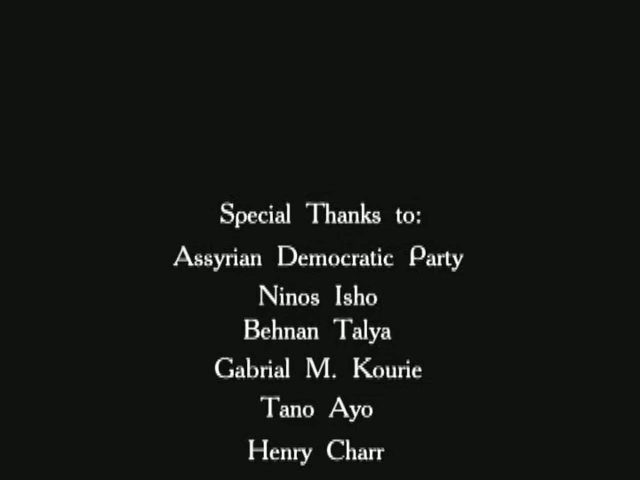 Special Thanks to:
Assyrian Democratic Party
Ninos Isho
Behnan Talya
Gabrial M. Kourie
Tano Ayo
Henry Charr